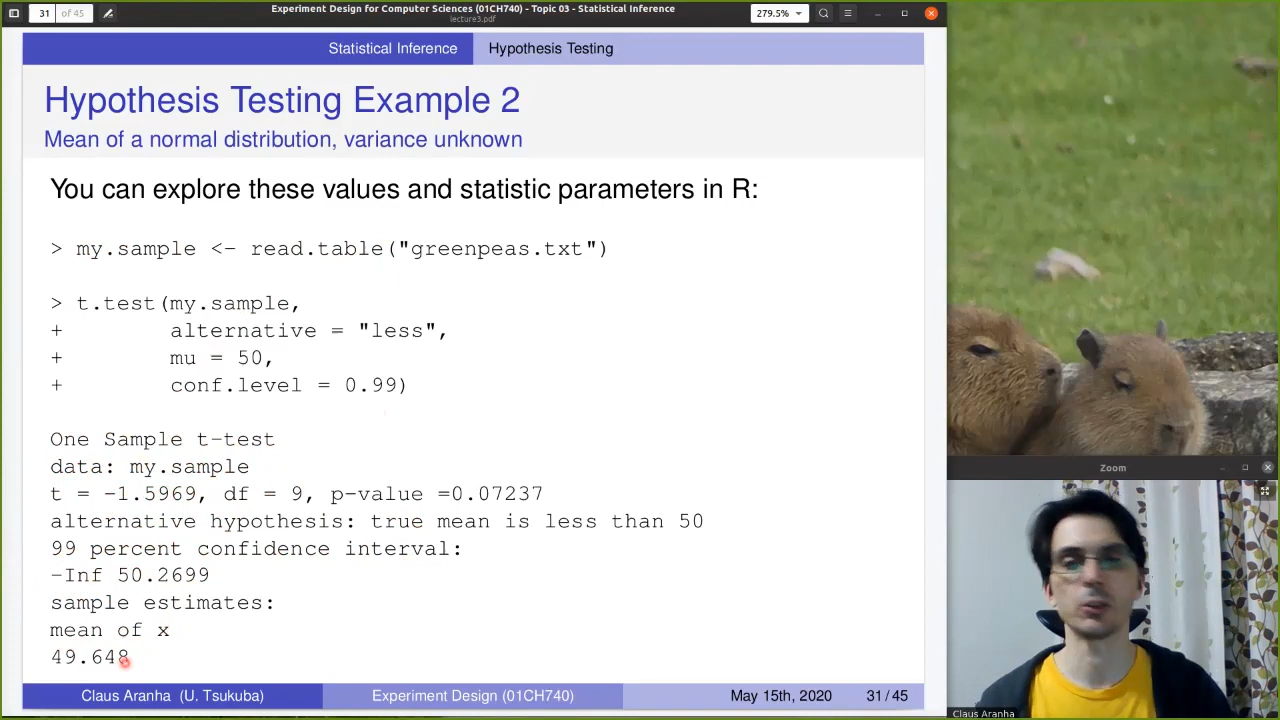 31 of 45
Experiment Design for Computer Sciences (01CH740) - Topic 03 - Statistical Inference
lecture3.pdf
279.5%
Statistical Inference Hypothesis Testing
Hypothesis Testing Example 2
Mean of a normal distribution, variance unknown
You can explore these values and statistic parameters in R:
> my.sample <- read.table("greenpeas.txt")
> t.test(my.sample,
+ alternative = "less",
+ mu = 50,
+ conf.level = 0.99)
One Sample t-test
data: my.sample
t = -1.5969, df = 9, p-value =0.07237
alternative hypothesis: true mean is less than 50
99 percent confidence interval:
-Inf 50.2699
sample estimates:
mean of x
49.648
Claus Aranha (U. Tsukuba) Experiment Design (01CH740) May 15th, 2020 31 / 45
Zoom
Claus Aranha